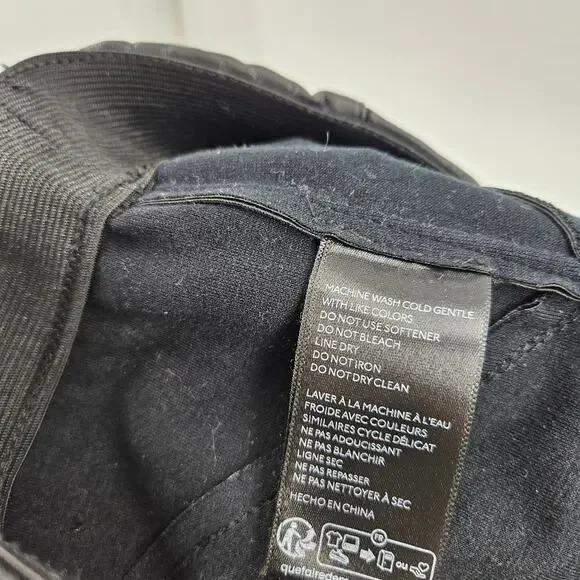 MACHINE WASH COLD GENTLE
WITH LIKE COLORS
DO NOT USE SOFTENER
DO NOT BLEACH
LINE DRY
DO NOT IRON
DO NOT DRY CLEAN
LAVER À LA MACHINE À L'EAU
FROIDE AVEC COULEURS
SIMILAIRES CYCLE DÉLICAT
NE PAS ADOUCISSANT
NE PAS BLANCHIR
LIGNE SEC
NE PAS REPASSER
NE PAS NETTOYER À SEC
HECHO EN CHINA
FR
OU